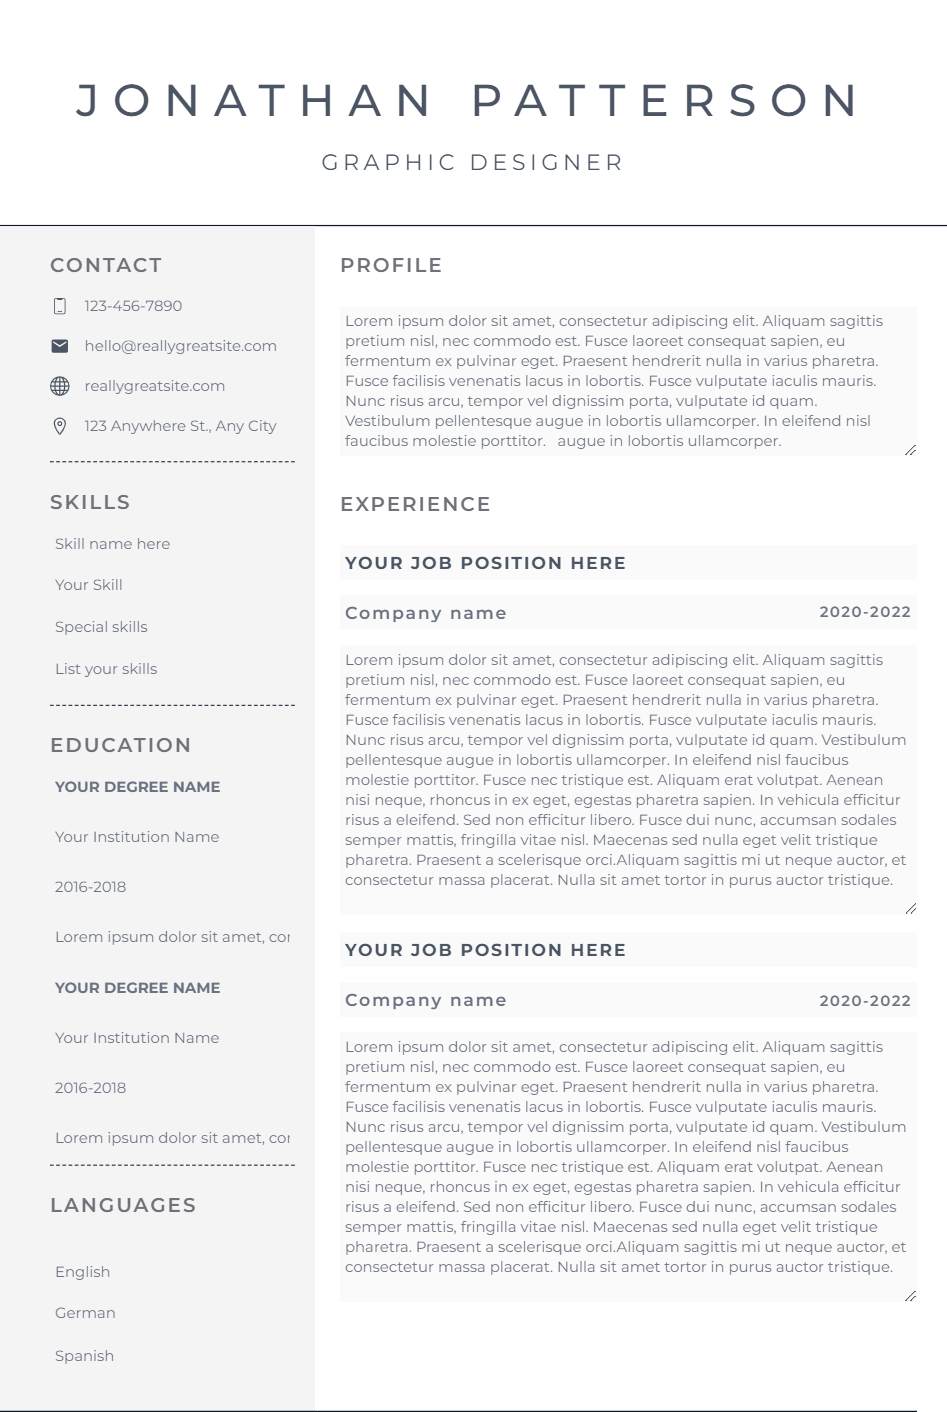 JONATHAN PATTERSON
GRAPHIC DESIGNER
CONTACT
123-456-7890
hello@reallygreatsite.com
reallygreatsite.com
123 Anywhere St., Any City
SKILLS
Skill name here
Your Skill
Special skills
List your skills
EDUCATION
YOUR DEGREE NAME
Your Institution Name
2016-2018
Lorem ipsum dolor sit amet, cor
YOUR DEGREE NAME
Your Institution Name
2016-2018
Lorem ipsum dolor sit amet, cor
LANGUAGES
English
German
Spanish
PROFILE
Lorem ipsum dolor sit amet, consectetur adipiscing elit. Aliquam sagittis
pretium nisl, nec commodo est. Fusce laoreet consequat sapien, eu
fermentum ex pulvinar eget. Praesent hendrerit nulla in varius pharetra.
Fusce facilisis venenatis lacus in lobortis. Fusce vulputate iaculis mauris.
Nunc risus arcu, tempor vel dignissim porta, vulputate id quam.
Vestibulum pellentesque augue in lobortis ullamcorper. In eleifend nisl
faucibus molestie porttitor.   augue in lobortis ullamcorper.
EXPERIENCE
YOUR JOB POSITION HERE
Company name 2020-2022
Lorem ipsum dolor sit amet, consectetur adipiscing elit. Aliquam sagittis
pretium nisl, nec commodo est. Fusce laoreet consequat sapien, eu
fermentum ex pulvinar eget. Praesent hendrerit nulla in varius pharetra.
Fusce facilisis venenatis lacus in lobortis. Fusce vulputate iaculis mauris.
Nunc risus arcu, tempor vel dignissim porta, vulputate id quam. Vestibulum
pellentesque augue in lobortis ullamcorper. In eleifend nisl faucibus
molestie porttitor. Fusce nec tristique est. Aliquam erat volutpat. Aenean
nisi neque, rhoncus in ex eget, egestas pharetra sapien. In vehicula efficitur
risus a eleifend. Sed non efficitur libero. Fusce dui nunc, accumsan sodales
semper mattis, fringilla vitae nisl. Maecenas sed nulla eget velit tristique
pharetra. Praesent a scelerisque orci.Aliquam sagittis mi ut neque auctor, et
consectetur massa placerat. Nulla sit amet tortor in purus auctor tristique.
YOUR JOB POSITION HERE
Company name 2020-2022
Lorem ipsum dolor sit amet, consectetur adipiscing elit. Aliquam sagittis
pretium nisl, nec commodo est. Fusce laoreet consequat sapien, eu
fermentum ex pulvinar eget. Praesent hendrerit nulla in varius pharetra.
Fusce facilisis venenatis lacus in lobortis. Fusce vulputate iaculis mauris.
Nunc risus arcu, tempor vel dignissim porta, vulputate id quam. Vestibulum
pellentesque augue in lobortis ullamcorper. In eleifend nisl faucibus
molestie porttitor. Fusce nec tristique est. Aliquam erat volutpat. Aenean
nisi neque, rhoncus in ex eget, egestas pharetra sapien. In vehicula efficitur
risus a eleifend. Sed non efficitur libero. Fusce dui nunc, accumsan sodales
semper mattis, fringilla vitae nisl. Maecenas sed nulla eget velit tristique
pharetra. Praesent a scelerisque orci.Aliquam sagittis mi ut neque auctor, et
consectetur massa placerat. Nulla sit amet tortor in purus auctor tristique.